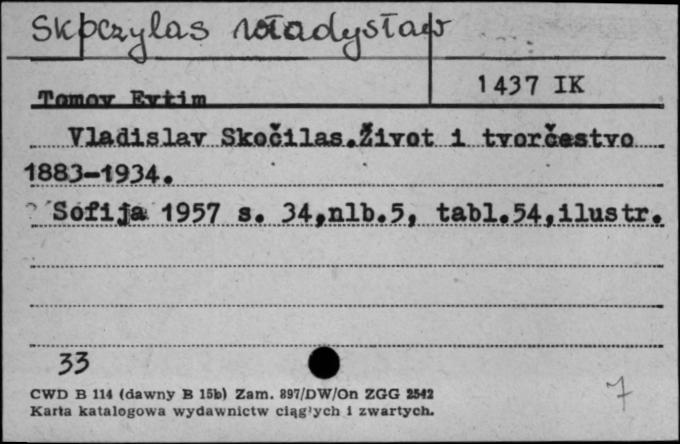 Skoczylas Władysław
1437 IK
Tomov Evtim
Vladislav Skočilas.Život i tvorčestvo
1883-1934.
Sofija 1957 s. 34,nlb.5, tabl.54,ilustr.
33
CWD B 114 (dawny B 15b) Zam. 897/DW/On ZGG 2542
Karta katalogowa wydawnictw ciągłych i zwartych.
7